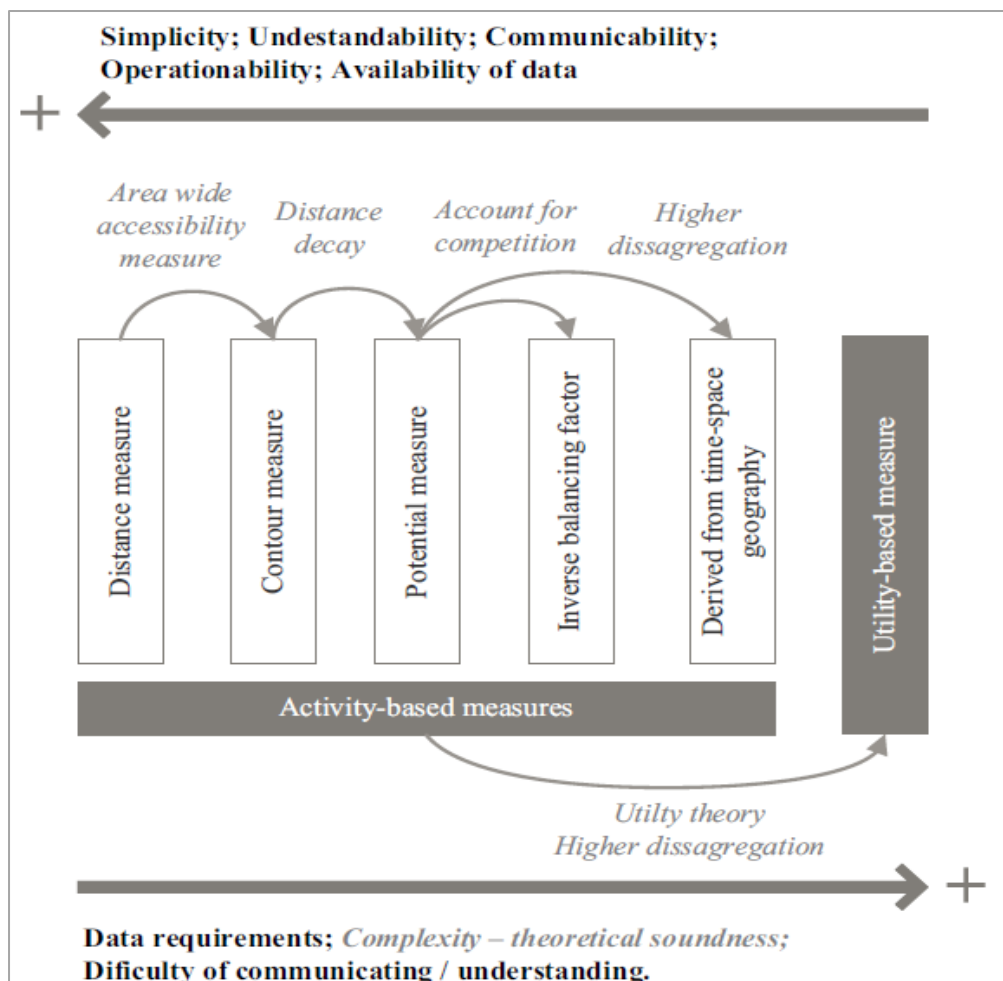 Simplicity; Undestandability; Communicability;
Operationability; Availability of data
+
Area wide
accessibility
measure
Distance
decay
Account for
competition
Higher
dissagregation
Distance measure
Contour measure
Potential measure
Inverse balancing factor
Derived from time-space
geography
Utility-based measure
Activity-based measures
Utilty theory
Higher dissagregation
+
Data requirements; Complexity – theoretical soundness;
Dificulty of communicating / understanding.